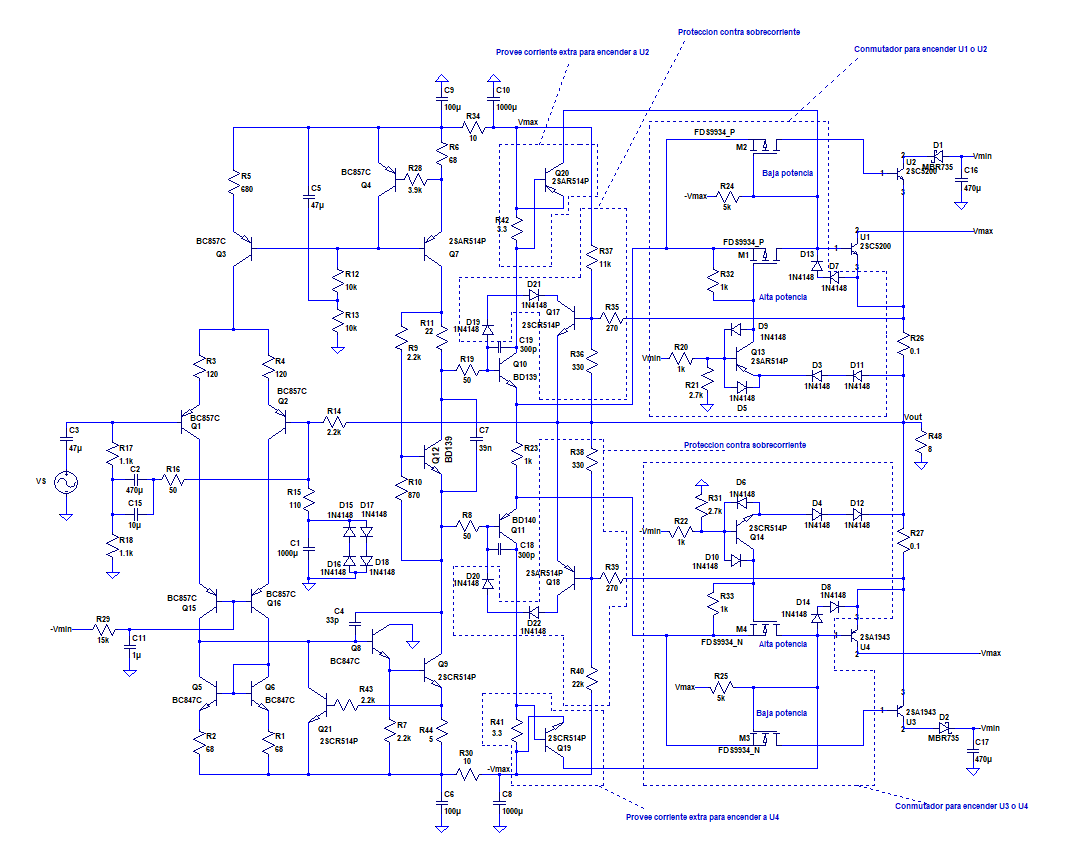 Proteccion contra sobrecorriente
Provee corriente extra para encender a U2
Conmutador para encender U1 o U2
C9
100µ
C10
1000µ
R34
10
Vmax
R6
68
R5
680
C5
47µ
BC857C
Q4
R28
3.9k
Q20
2SAR514P
FDS9934_P
M2
Baja potencia
-Vmax
R24
5k
2
D1
Vmin
MBR735
U2
2SC5200
1
3
C16
470µ
R42
3.3
BC857C
Q3
2SAR514P
Q7
R37
11k
FDS9934_P
M1
1
U1
2SC5200
2
3
Vmax
D13
1N4148
D7
1N4148
R12
10k
R13
10k
R32
1k
Alta potencia
D21
1N4148
Q17
2SCR514P
R35
270
D19
1N4148
C19
300p
R11
22
R9
2.2k
D9
1N4148
Vmin
R20
1k
Q13
2SAR514P
R21
2.7k
D5
1N4148
D3
1N4148
D11
1N4148
R26
0.1
R3
120
R4
120
R19
50
Q10
BD139
R36
330
BC857C
Q1
BC857C
Q2
R14
2.2k
Vout
R48
8
C3
47µ
VS
R17
1.1k
C2
470µ
R16
50
C15
10µ
R18
1.1k
R15
110
C1
1000µ
D15
1N4148
D17
1N4148
D16
1N4148
D18
1N4148
Q12
BD139
C7
39n
R10
870
R23
1k
R38
330
Proteccion contra sobrecorriente
R8
50
BD140
Q11
C18
300p
D20
1N4148
2SAR514P
Q18
D22
1N4148
R39
270
R31
2.7k
D6
1N4148
-Vmin
R22
1k
2SCR514P
Q14
D10
1N4148
D4
1N4148
D12
1N4148
R27
0.1
BC857C
Q15
BC857C
Q16
-Vmin
R29
15k
C11
1µ
C4
33p
Q8
BC847C
Q9
2SCR514P
R33
1k
M4
FDS9934_N
Alta potencia
D14
1N4148
D8
1N4148
3
1
2SA1943
U4
2
-Vmax
Q5
BC847C
Q6
BC847C
R43
2.2k
Q21
2SCR514P
R7
2.2k
R44
5
R2
68
R1
68
R40
22k
R41
3.3
2SCR514P
Q19
Vmax
R25
5k
Baja potencia
M3
FDS9934_N
3
1
2SA1943
U3
2
D2
MBR735
-Vmin
C17
470µ
R30
10
-Vmax
C6
100µ
C8
1000µ
Conmutador para encender U3 o U4
Provee corriente extra para encender a U4